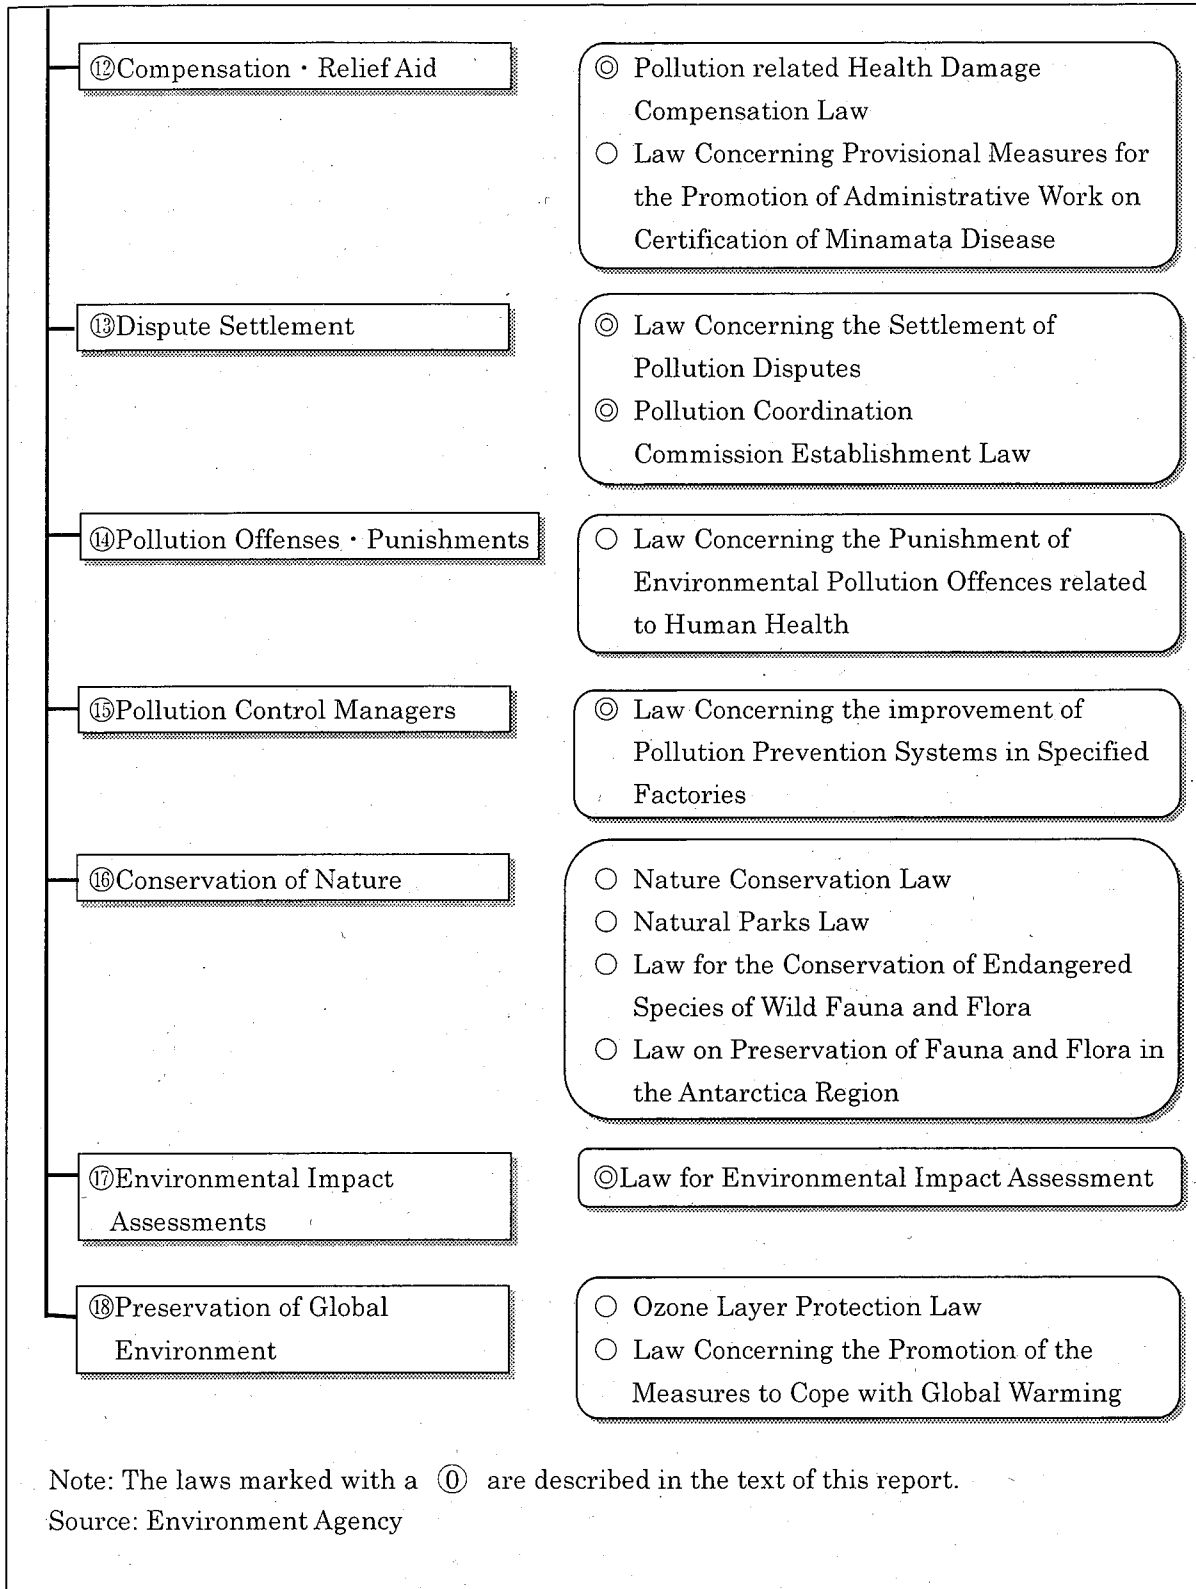 ⑫Compensation・Relief Aid
◎ Pollution related Health Damage
Compensation Law
○ Law Concerning Provisional Measures for
the Promotion of Administrative Work on
Certification of Minamata Disease
⑬Dispute Settlement
◎ Law Concerning the Settlement of
Pollution Disputes
◎ Pollution Coordination
Commission Establishment Law
⑭Pollution Offenses・Punishments
○ Law Concerning the Punishment of
Environmental Pollution Offences related
to Human Health
⑮Pollution Control Managers
◎ Law Concerning the improvement of
Pollution Prevention Systems in Specified
Factories
⑯Conservation of Nature
○ Nature Conservation Law
○ Natural Parks Law
○ Law for the Conservation of Endangered
Species of Wild Fauna and Flora
○ Law on Preservation of Fauna and Flora in
the Antarctica Region
⑰Environmental Impact
Assessments
◎Law for Environmental Impact Assessment
⑱Preservation of Global
Environment
○ Ozone Layer Protection Law
○ Law Concerning the Promotion of the
Measures to Cope with Global Warming
Note: The laws marked with a ⓪ are described in the text of this report.
Source: Environment Agency